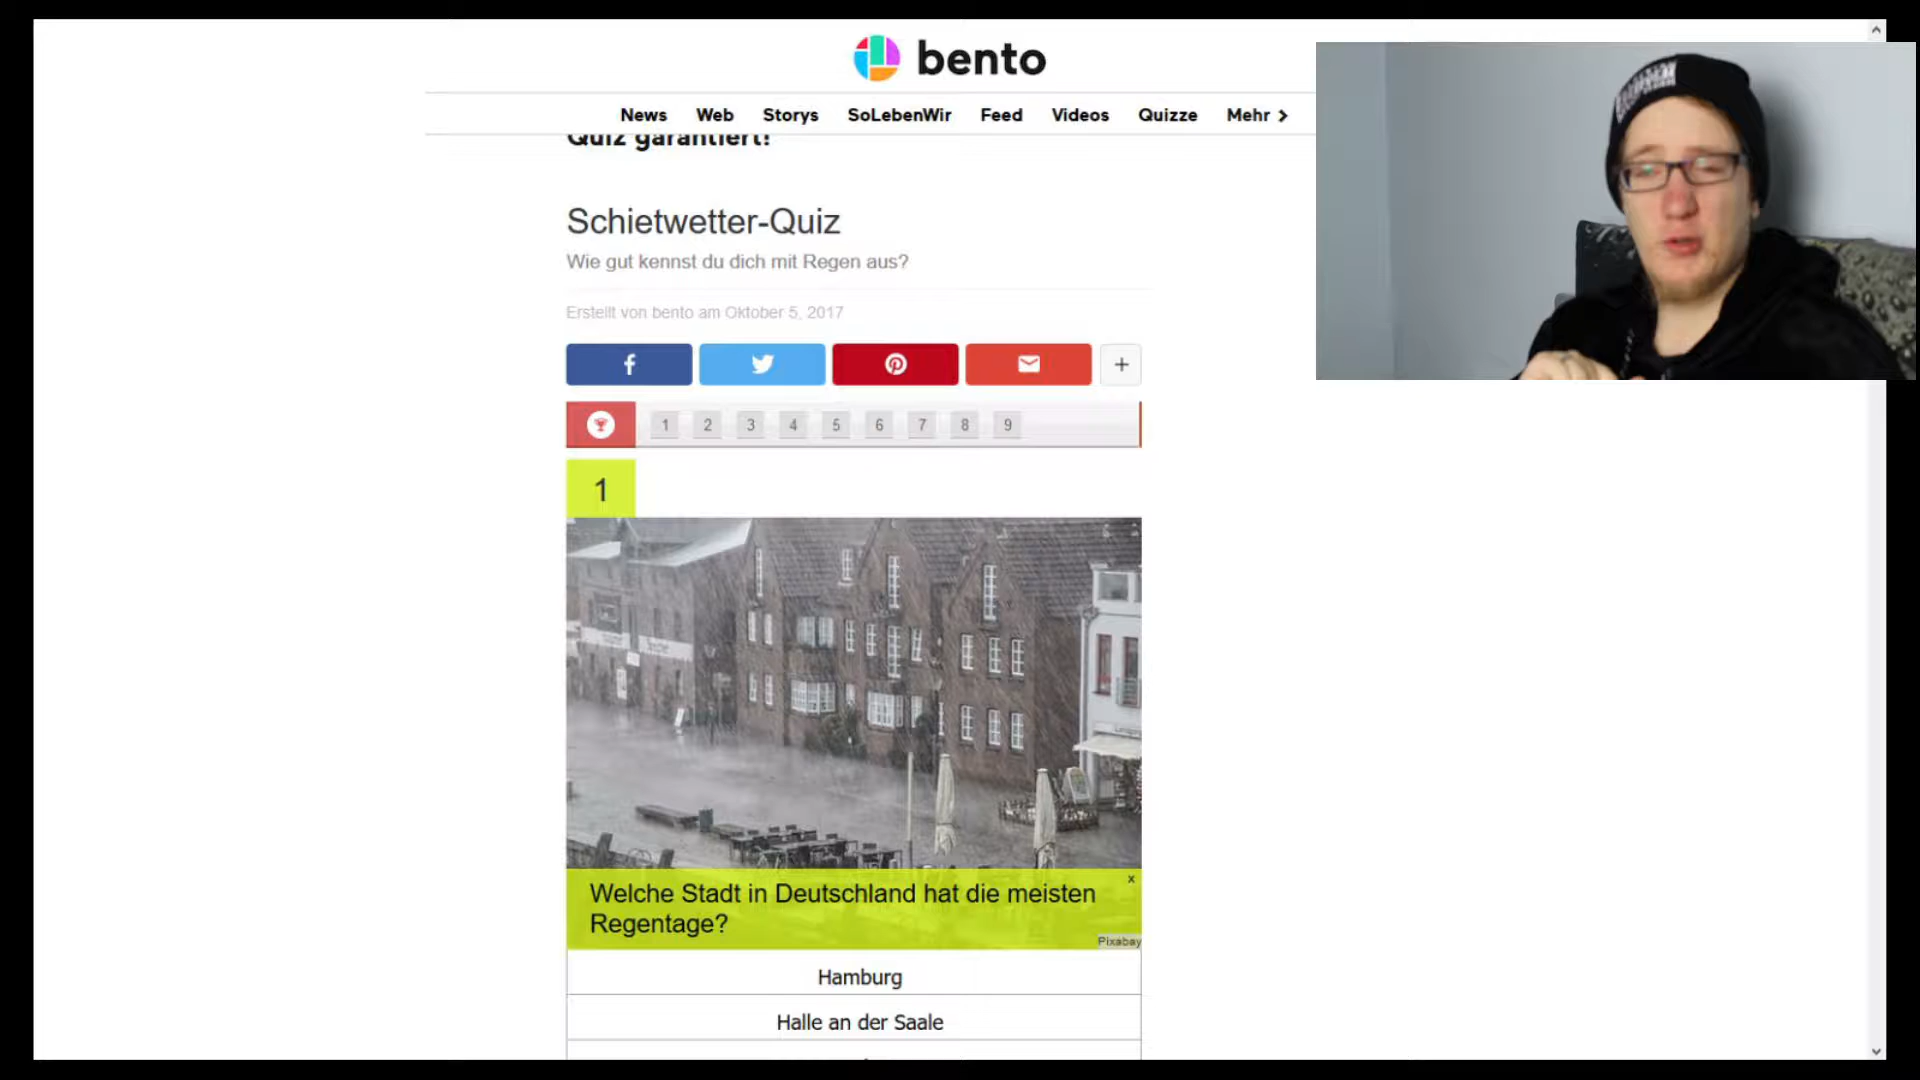 bento
News Web Storys SoLebenWir Feed Videos Quizze Mehr
Quiz garantiert!
Schietwetter-Quiz
Wie gut kennst du dich mit Regen aus?
Erstellt von bento am Oktober 5, 2017
1 2 3 4 5 6 7 8 9
1
x
Welche Stadt in Deutschland hat die meisten
Regentage?
Pixabay
Hamburg
Halle an der Saale